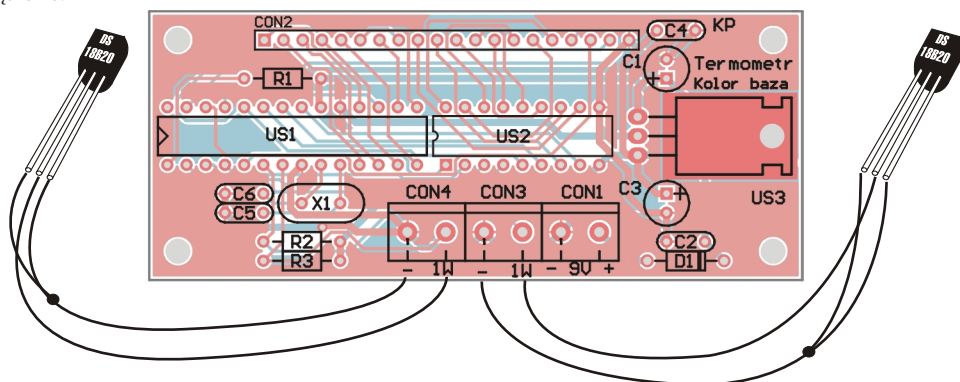 CON2
C4
KP
DS
18B20
DS
18B20
C1
+
Termometr
Kolor baza
R1
US1
US2
C6
C5
X1
CON4
CON3
CON1
C3
+
US3
R2
R3
C2
D1
- 1W - 1W - 9V +